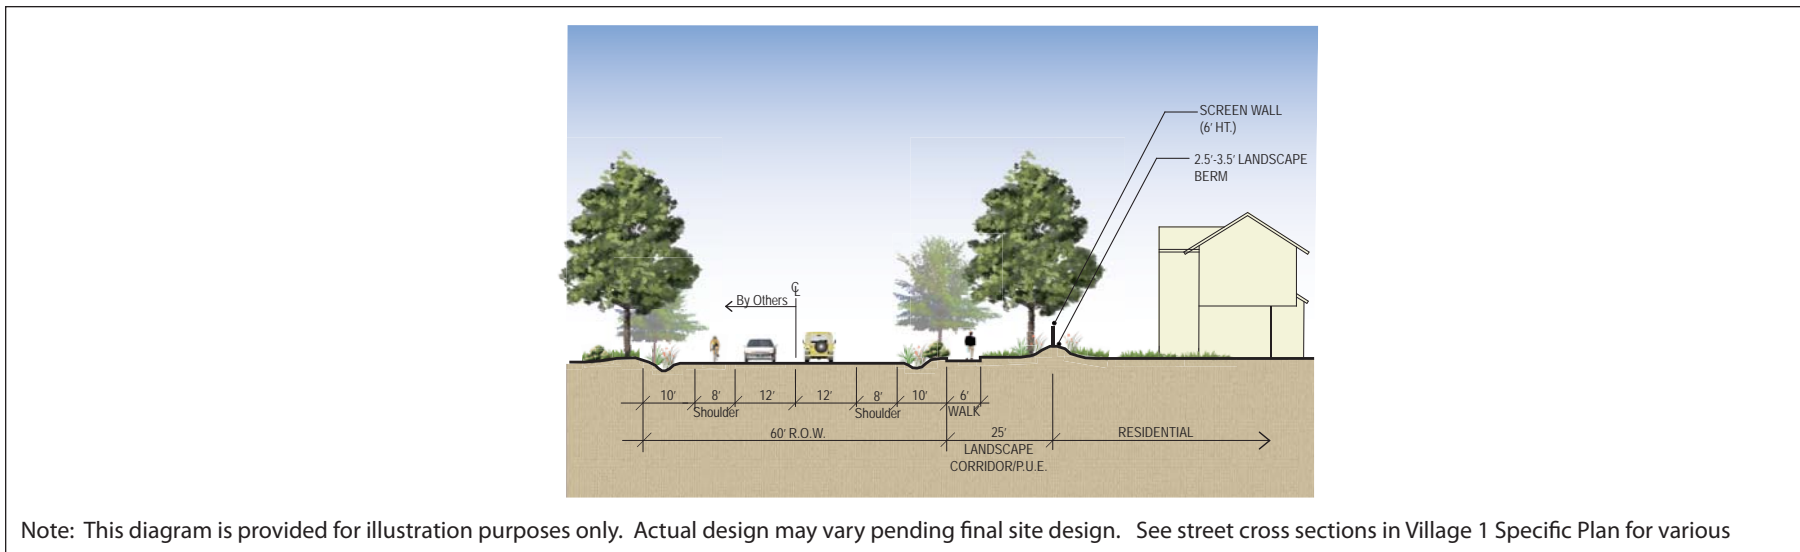 SCREEN WALL
(6' HT.)
2.5'-3.5' LANDSCAPE
BERM
℄
By Others
10' 8' 12' 12' 8' 10' 6'
Shoulder Shoulder WALK
60' R.O.W. 25' RESIDENTIAL
LANDSCAPE
CORRIDOR/P.U.E.
Note: This diagram is provided for illustration purposes only. Actual design may vary pending final site design. See street cross sections in Village 1 Specific Plan for various